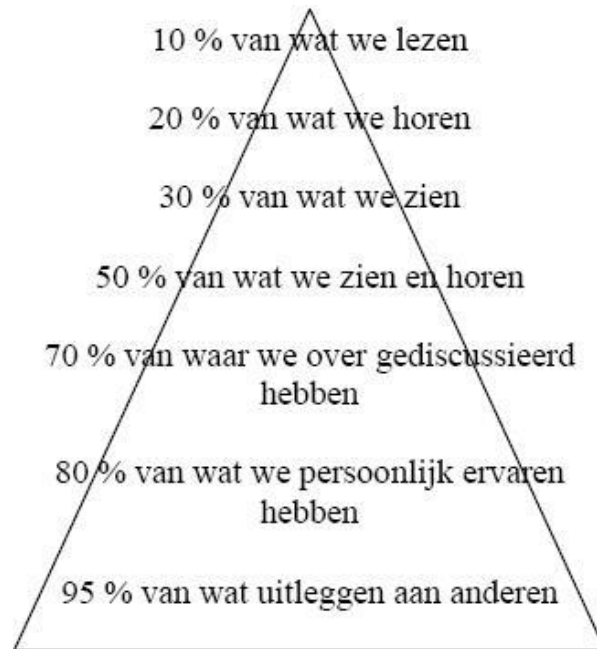 10 % van wat we lezen
20 % van wat we horen
30 % van wat we zien
50 % van wat we zien en horen
70 % van waar we over gediscussieerd
hebben
80 % van wat we persoonlijk ervaren
hebben
95 % van wat uitleggen aan anderen